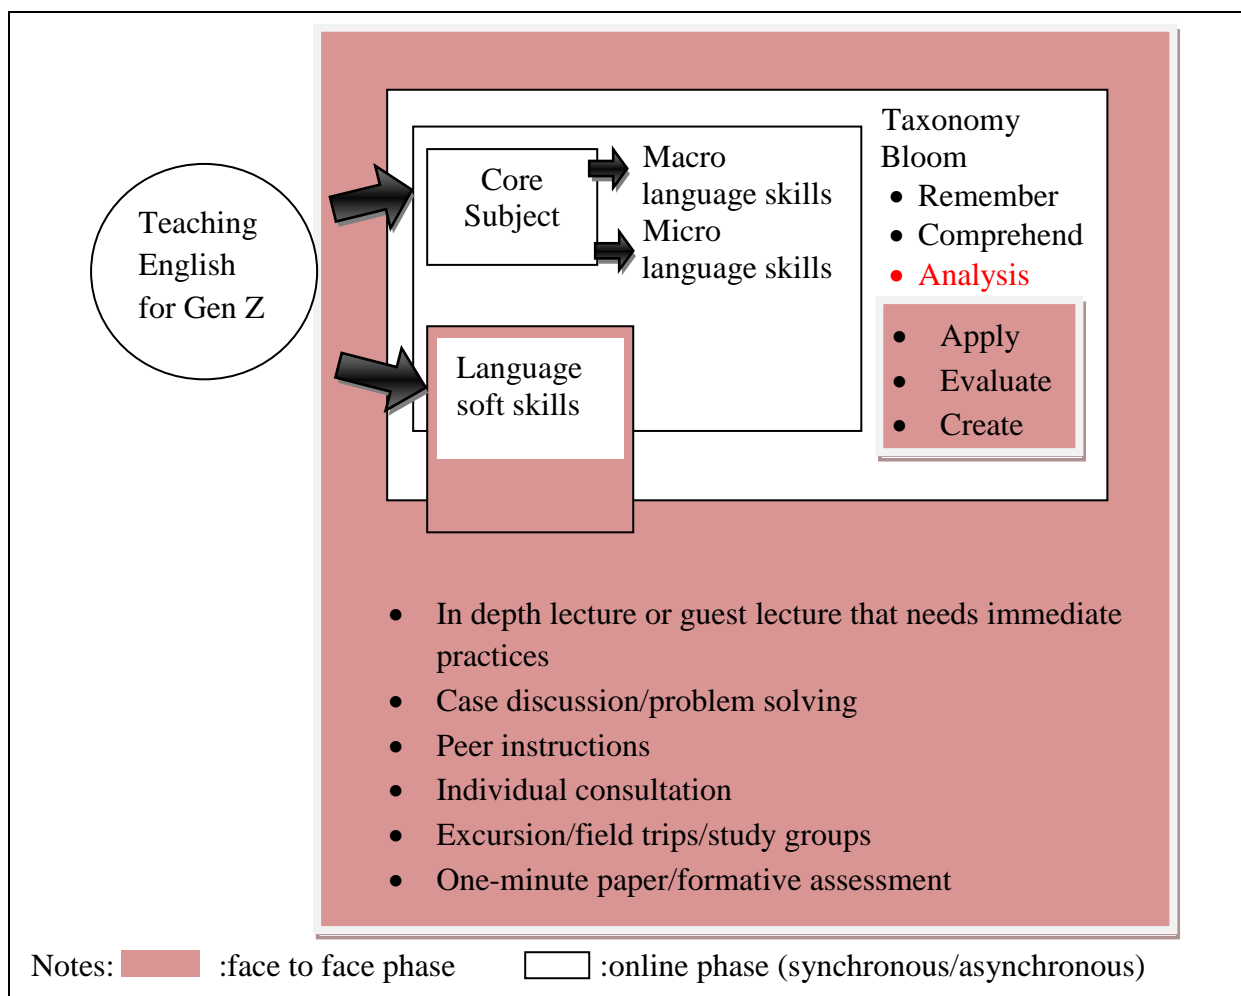 Teaching
English
for Gen Z
Core
Subject
Macro
language skills
Micro
language skills
Language
soft skills
Taxonomy
Bloom
• Remember
• Comprehend
• Analysis
• Apply
• Evaluate
• Create
• In depth lecture or guest lecture that needs immediate
practices
• Case discussion/problem solving
• Peer instructions
• Individual consultation
• Excursion/field trips/study groups
• One-minute paper/formative assessment
Notes: :face to face phase :online phase (synchronous/asynchronous)